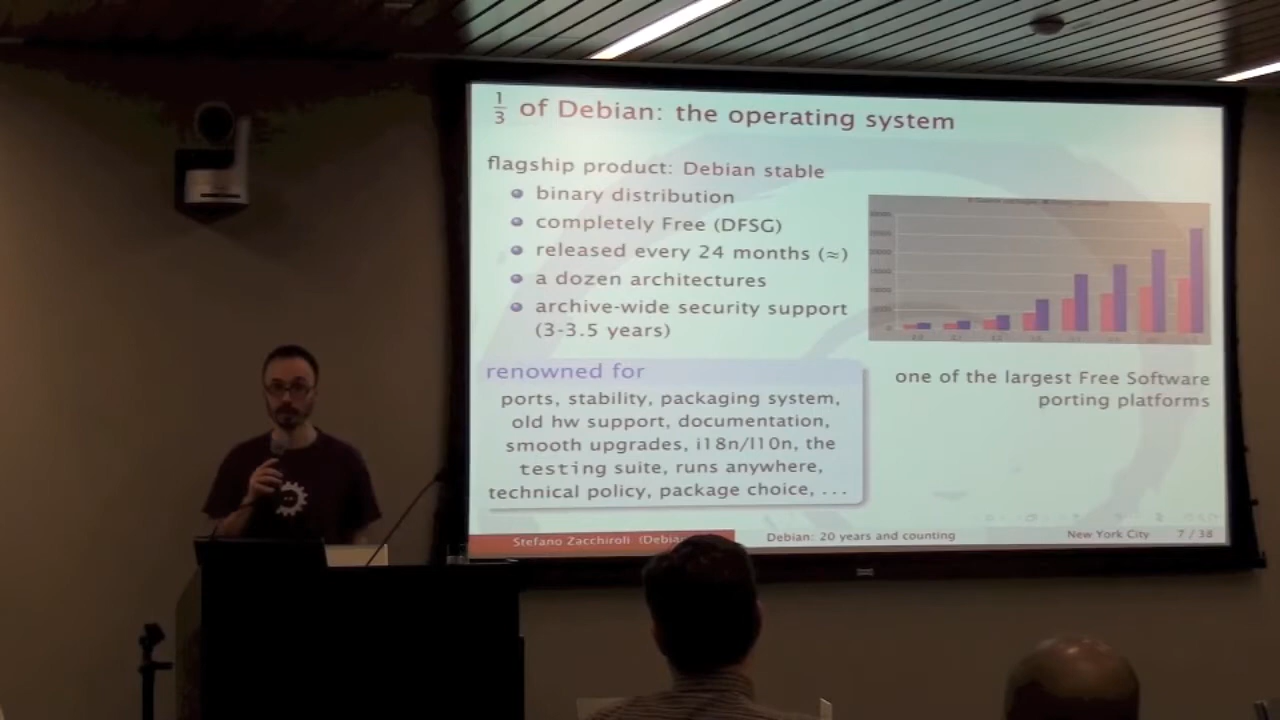 1/3 of Debian: the operating system
flagship product: Debian stable
binary distribution
completely Free (DFSG)
released every 24 months (≈)
a dozen architectures
archive-wide security support
(3-3.5 years)
renowned for
ports, stability, packaging system,
old hw support, documentation,
smooth upgrades, i18n/l10n, the
testing suite, runs anywhere,
technical policy, package choice, ...
one of the largest Free Software
porting platforms
Stefano Zacchiroli (Debia
Debian: 20 years and counting
New York City
7 / 38